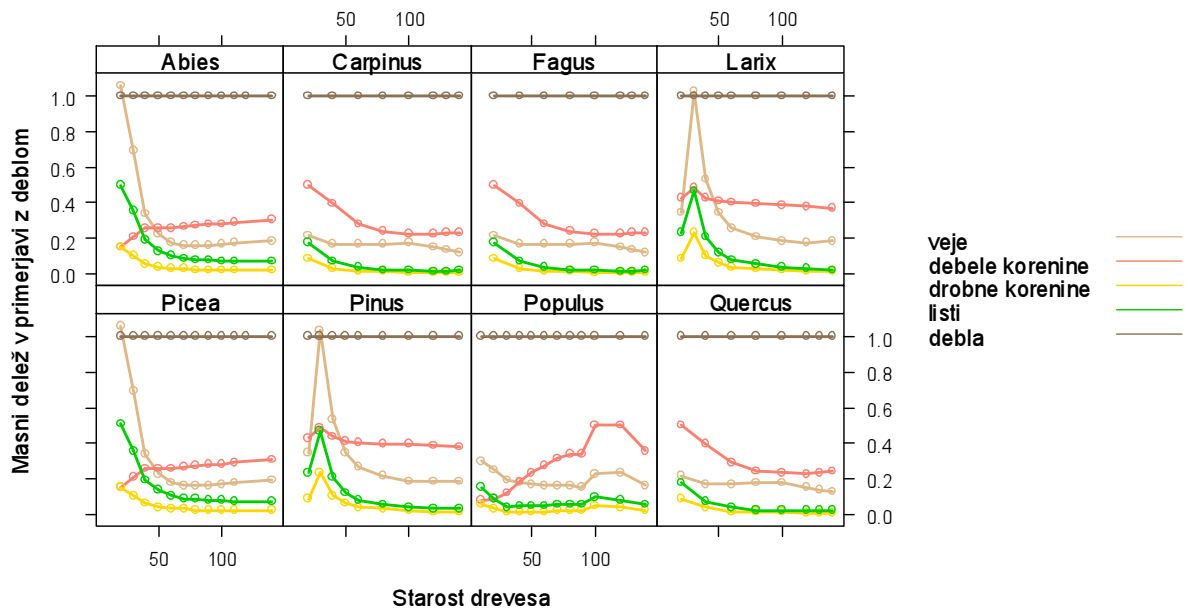 50 100 50 100
Abies Carpinus Fagus Larix
1.0
0.8
0.6
0.4
0.2
0.0
Picea Pinus Populus Quercus
1.0
0.8
0.6
0.4
0.2
0.0
50 100 50 100
Masni delež v primerjavi z deblom
Starost drevesa
veje
debele korenine
drobne korenine
listi
debla